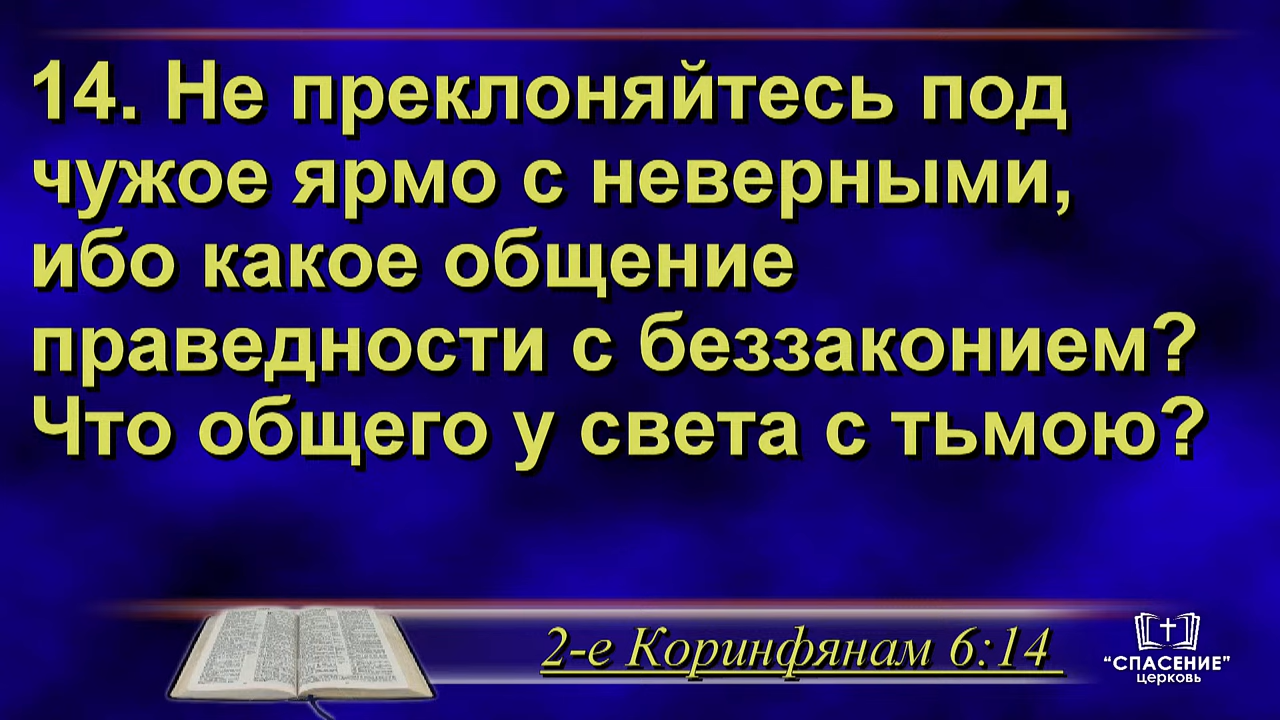 14. Не преклоняйтесь под
чужое ярмо с неверными,
ибо какое общение
праведности с беззаконием?
Что общего у света с тьмою?
2-е Коринфянам 6:14
"СПАСЕНИЕ"
церковь